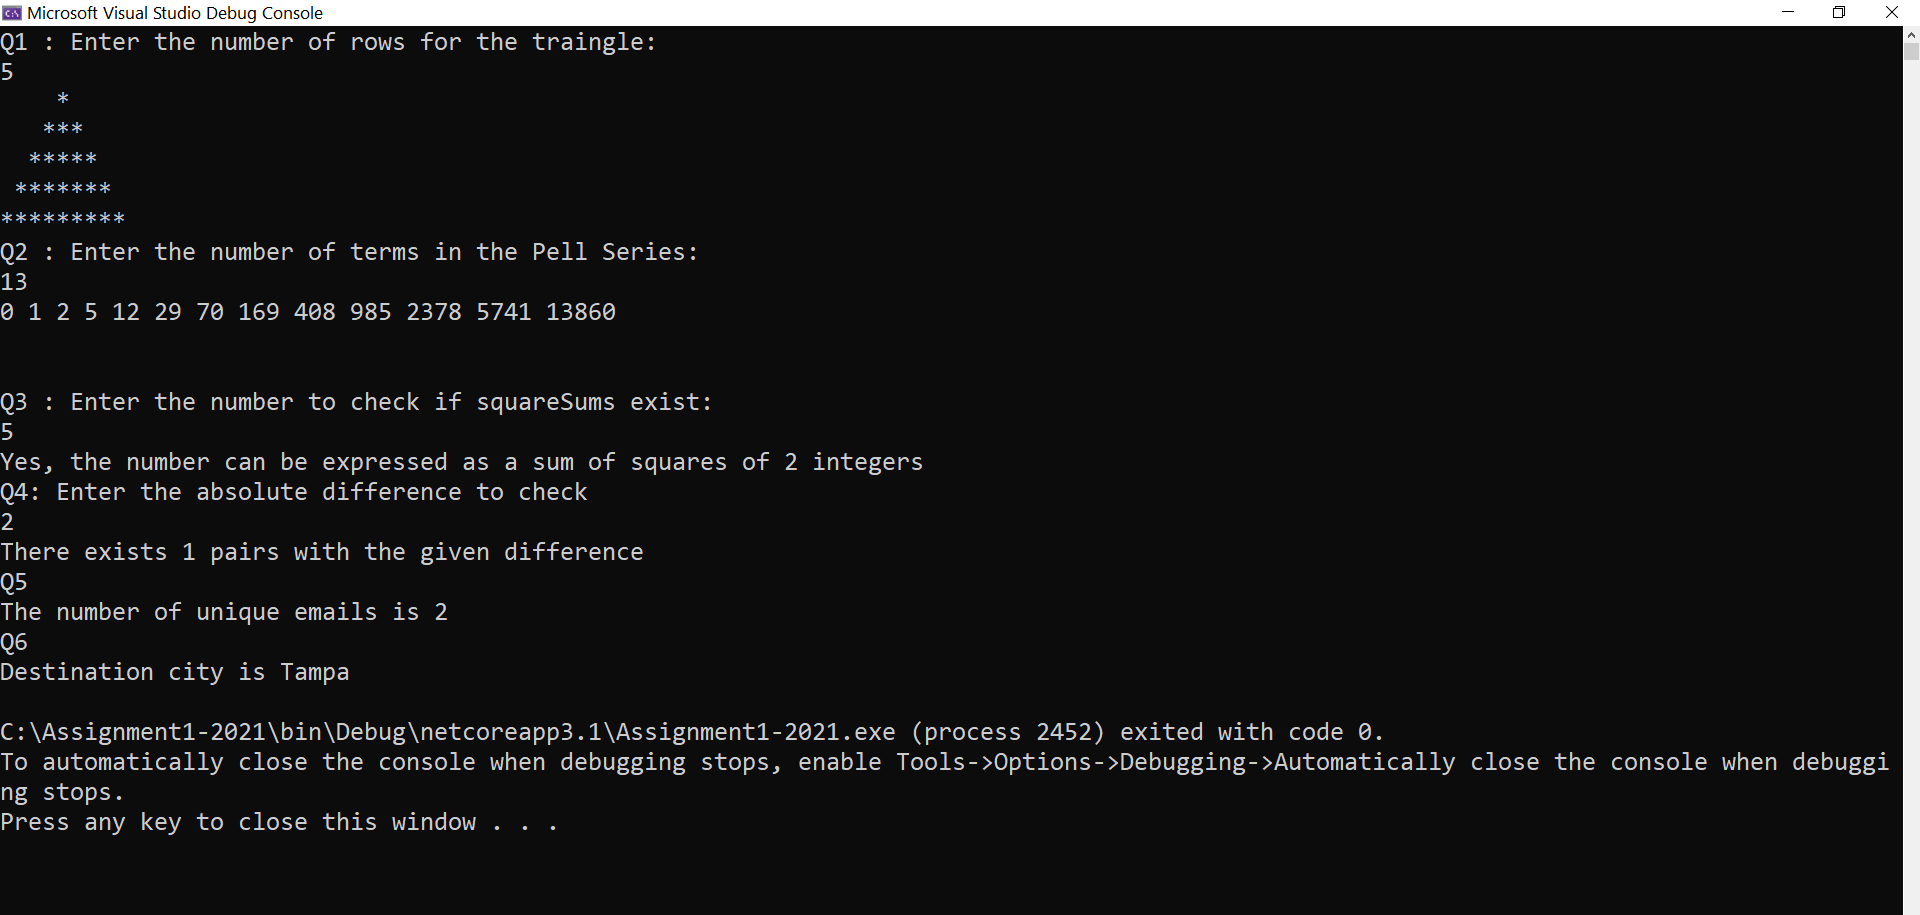 Microsoft Visual Studio Debug Console
Q1 : Enter the number of rows for the traingle:
5
    *
   ***
  *****
 *******
*********
Q2 : Enter the number of terms in the Pell Series:
13
0 1 2 5 12 29 70 169 408 985 2378 5741 13860
Q3 : Enter the number to check if squareSums exist:
5
Yes, the number can be expressed as a sum of squares of 2 integers
Q4: Enter the absolute difference to check
2
There exists 1 pairs with the given difference
Q5
The number of unique emails is 2
Q6
Destination city is Tampa
C:\Assignment1-2021\bin\Debug\netcoreapp3.1\Assignment1-2021.exe (process 2452) exited with code 0.
To automatically close the console when debugging stops, enable Tools->Options->Debugging->Automatically close the console when debuggi
ng stops.
Press any key to close this window . . .